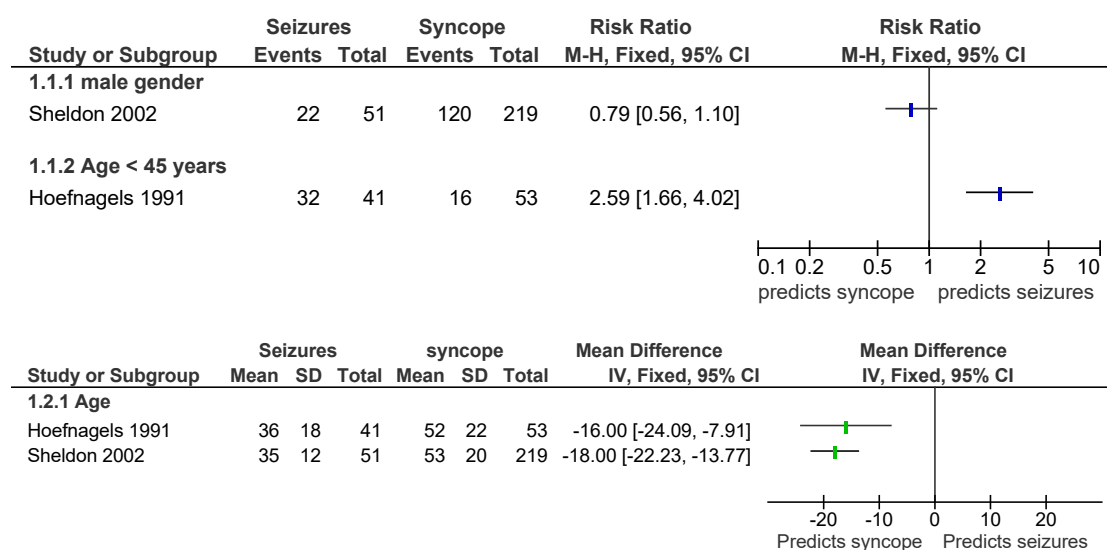 Seizures Syncope Risk Ratio Risk Ratio
Study or Subgroup Events Total Events Total M-H, Fixed, 95% CI M-H, Fixed, 95% CI
1.1.1 male gender
Sheldon 2002 22 51 120 219 0.79 [0.56, 1.10]
1.1.2 Age < 45 years
Hoefnagels 1991 32 41 16 53 2.59 [1.66, 4.02]
0.1 0.2 0.5 1 2 5 10
predicts syncope predicts seizures
Seizures syncope Mean Difference Mean Difference
Study or Subgroup Mean SD Total Mean SD Total IV, Fixed, 95% CI IV, Fixed, 95% CI
1.2.1 Age
Hoefnagels 1991 36 18 41 52 22 53 -16.00 [-24.09, -7.91]
Sheldon 2002 35 12 51 53 20 219 -18.00 [-22.23, -13.77]
-20 -10 0 10 20
Predicts syncope Predicts seizures